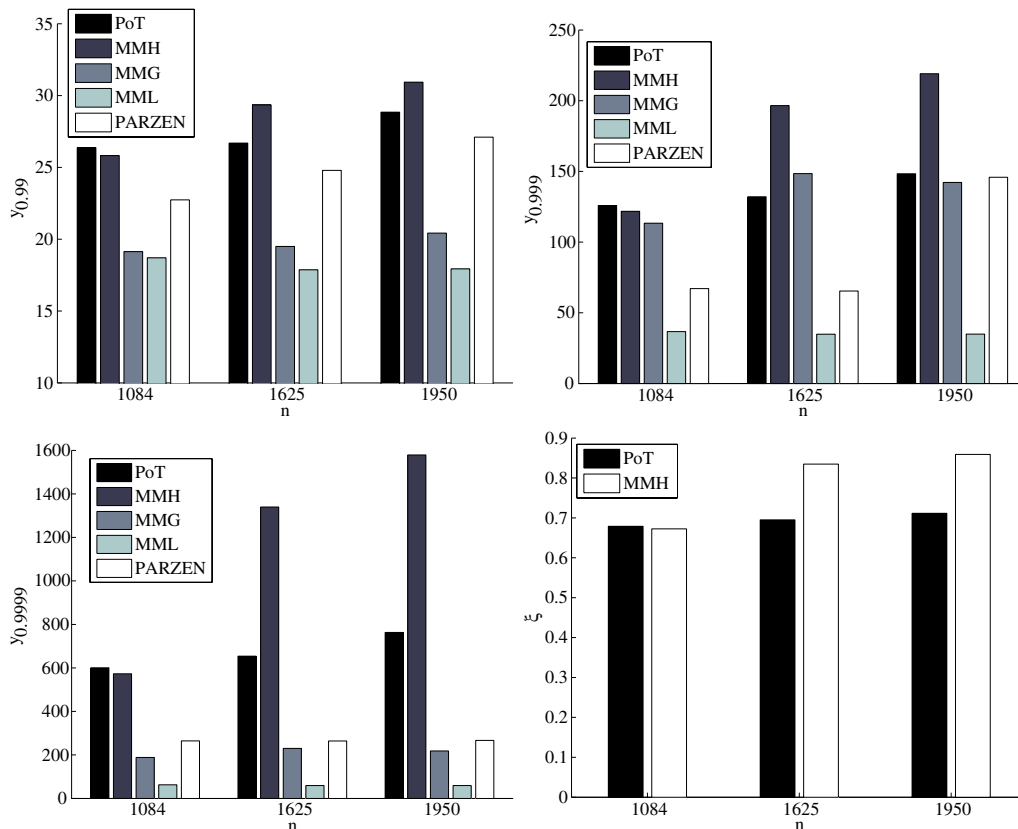 35
30
25
20
15
10
y0.99
PoT
MMH
MMG
MML
PARZEN
1084
1625
1950
n
250
200
150
100
50
0
y0.999
PoT
MMH
MMG
MML
PARZEN
1084
1625
1950
n
1600
1400
1200
1000
800
600
400
200
0
y0.9999
PoT
MMH
MMG
MML
PARZEN
1084
1625
1950
n
0.9
0.8
0.7
0.6
0.5
0.4
0.3
0.2
0.1
0
ξ
PoT
MMH
1084
1625
1950
n